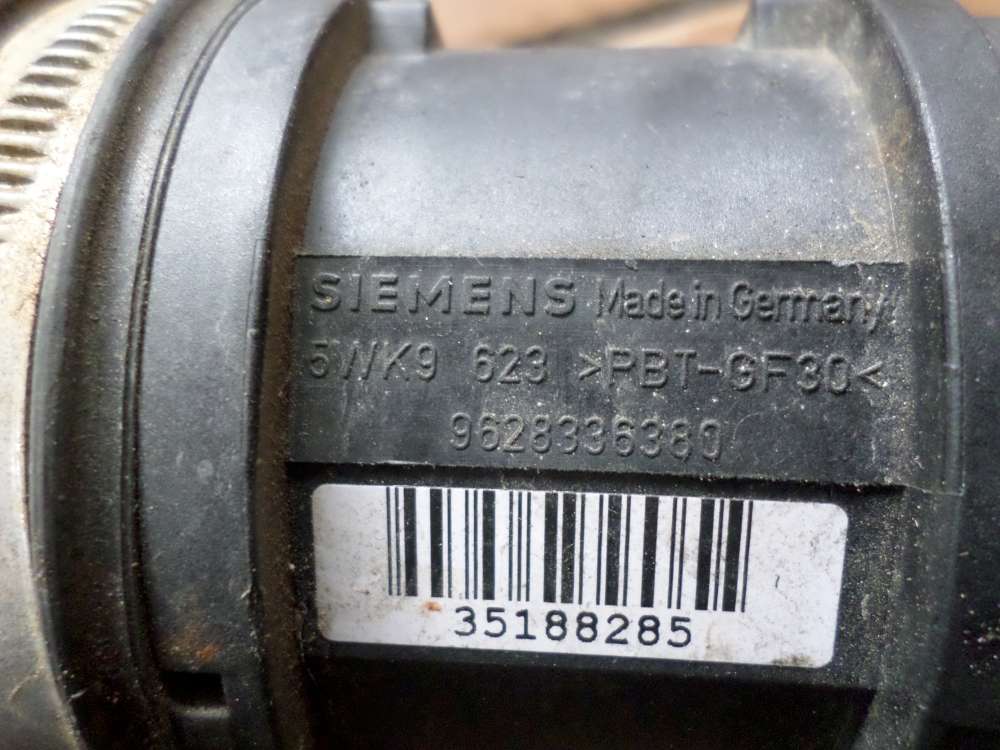 SIEMENS Made in Germany
5WK9 623 >PBT-GF30<
9628336380
35188285